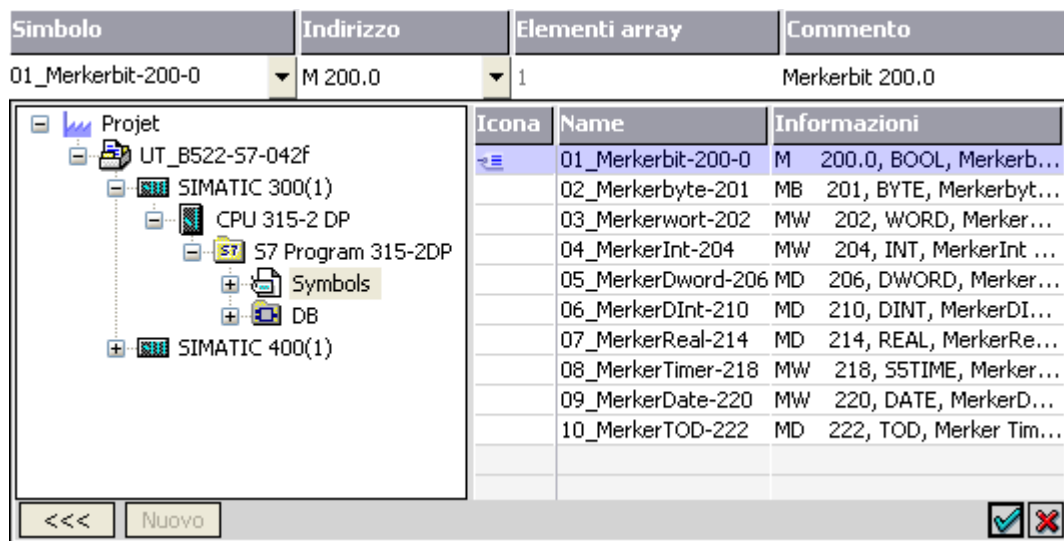 Simbolo Indirizzo Elementi array Commento
01_Merkerbit-200-0 M 200.0 1 Merkerbit 200.0
Projet
UT_B522-S7-042f
SIMATIC 300(1)
CPU 315-2 DP
S7 S7 Program 315-2DP
Symbols
DB
SIMATIC 400(1)
Icona Name Informazioni
01_Merkerbit-200-0 M 200.0, BOOL, Merkerb...
02_Merkerbyte-201 MB 201, BYTE, Merkerbyt...
03_Merkerwort-202 MW 202, WORD, Merker...
04_MerkerInt-204 MW 204, INT, MerkerInt ...
05_MerkerDword-206 MD 206, DWORD, Merker...
06_MerkerDInt-210 MD 210, DINT, MerkerDI...
07_MerkerReal-214 MD 214, REAL, MerkerRe...
08_MerkerTimer-218 MW 218, S5TIME, Merker...
09_MerkerDate-220 MW 220, DATE, MerkerD...
10_MerkerTOD-222 MD 222, TOD, Merker Tim...
<<< Nuovo